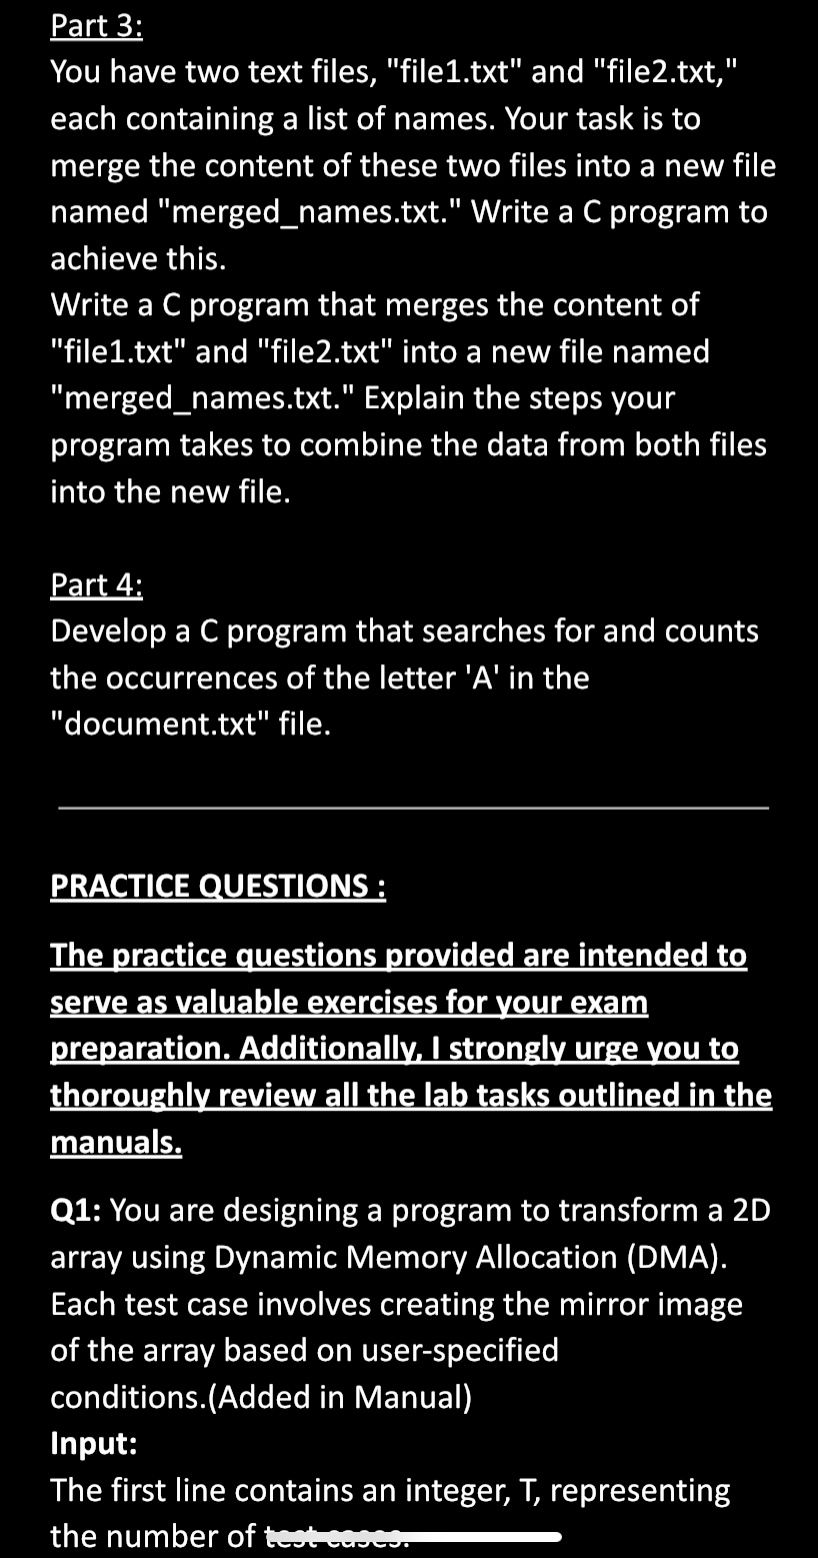 Part 3:
You have two text files, "file1.txt" and "file2.txt,"
each containing a list of names. Your task is to
merge the content of these two files into a new file
named "merged_names.txt." Write a C program to
achieve this.
Write a C program that merges the content of
"file1.txt" and "file2.txt" into a new file named
"merged_names.txt." Explain the steps your
program takes to combine the data from both files
into the new file.
Part 4:
Develop a C program that searches for and counts
the occurrences of the letter 'A' in the
"document.txt" file.
PRACTICE QUESTIONS :
The practice questions provided are intended to
serve as valuable exercises for your exam
preparation. Additionally, I strongly urge you to
thoroughly review all the lab tasks outlined in the
manuals.
Q1: You are designing a program to transform a 2D
array using Dynamic Memory Allocation (DMA).
Each test case involves creating the mirror image
of the array based on user-specified
conditions.(Added in Manual)
Input:
The first line contains an integer, T, representing
the number of test cases.